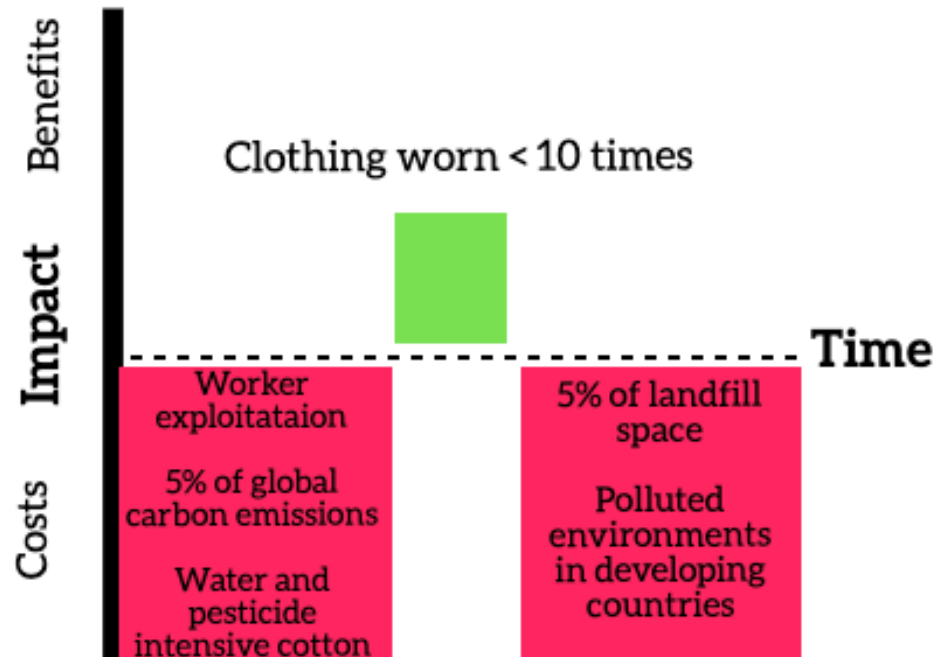 Benefits
Clothing worn < 10 times
Impact
Time
Costs
Worker
exploitataion
5% of global
carbon emissions
Water and
pesticide
intensive cotton
5% of landfill
space
Polluted
environments
in developing
countries